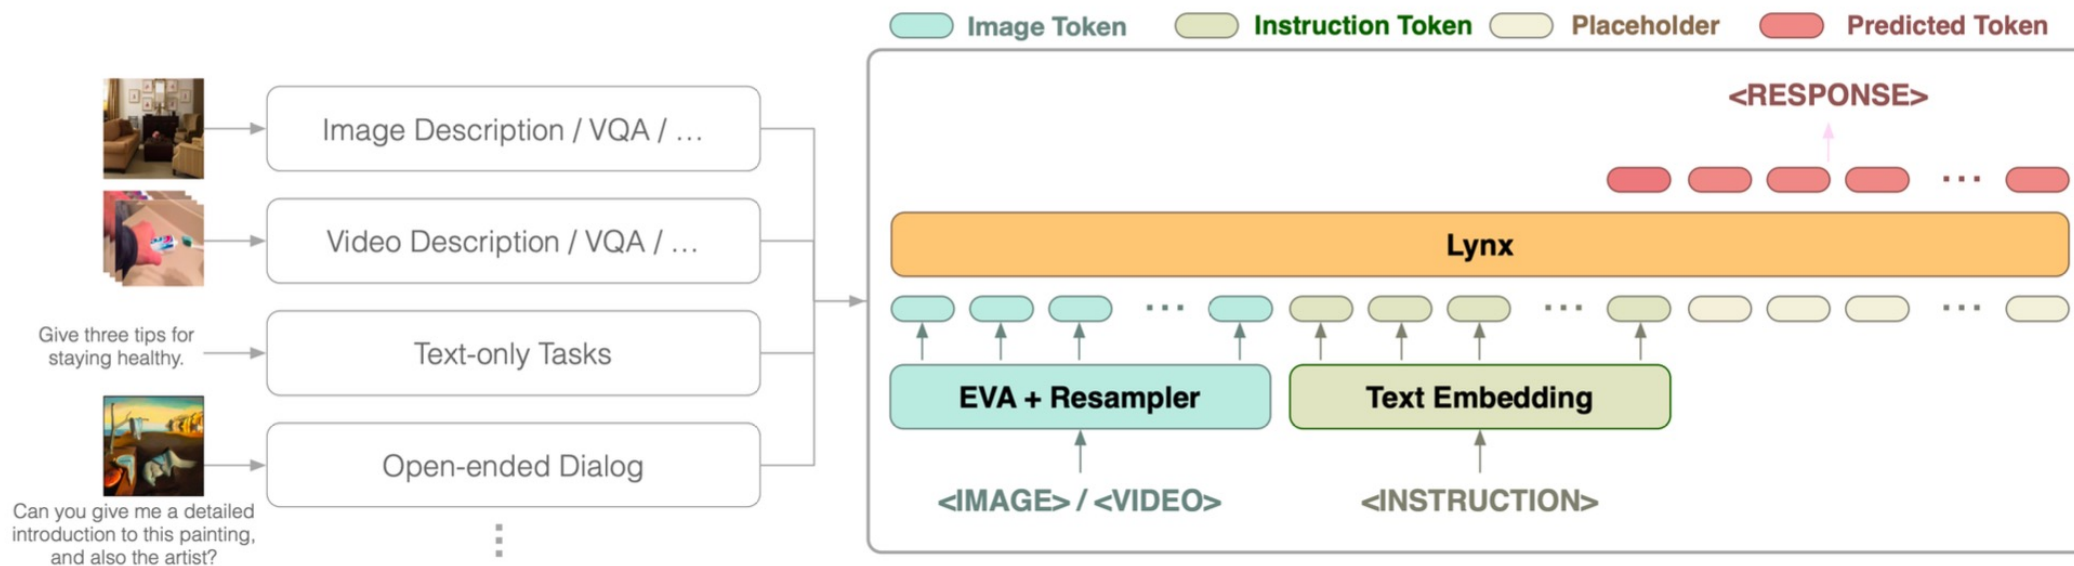 Image Token
Instruction Token
Placeholder
Predicted Token
Image Description / VQA / …
Video Description / VQA / …
Give three tips for
staying healthy.
Text-only Tasks
Open-ended Dialog
Can you give me a detailed
introduction to this painting,
and also the artist?
<RESPONSE>
...
Lynx
... ... ...
EVA + Resampler
Text Embedding
<IMAGE> / <VIDEO>
<INSTRUCTION>